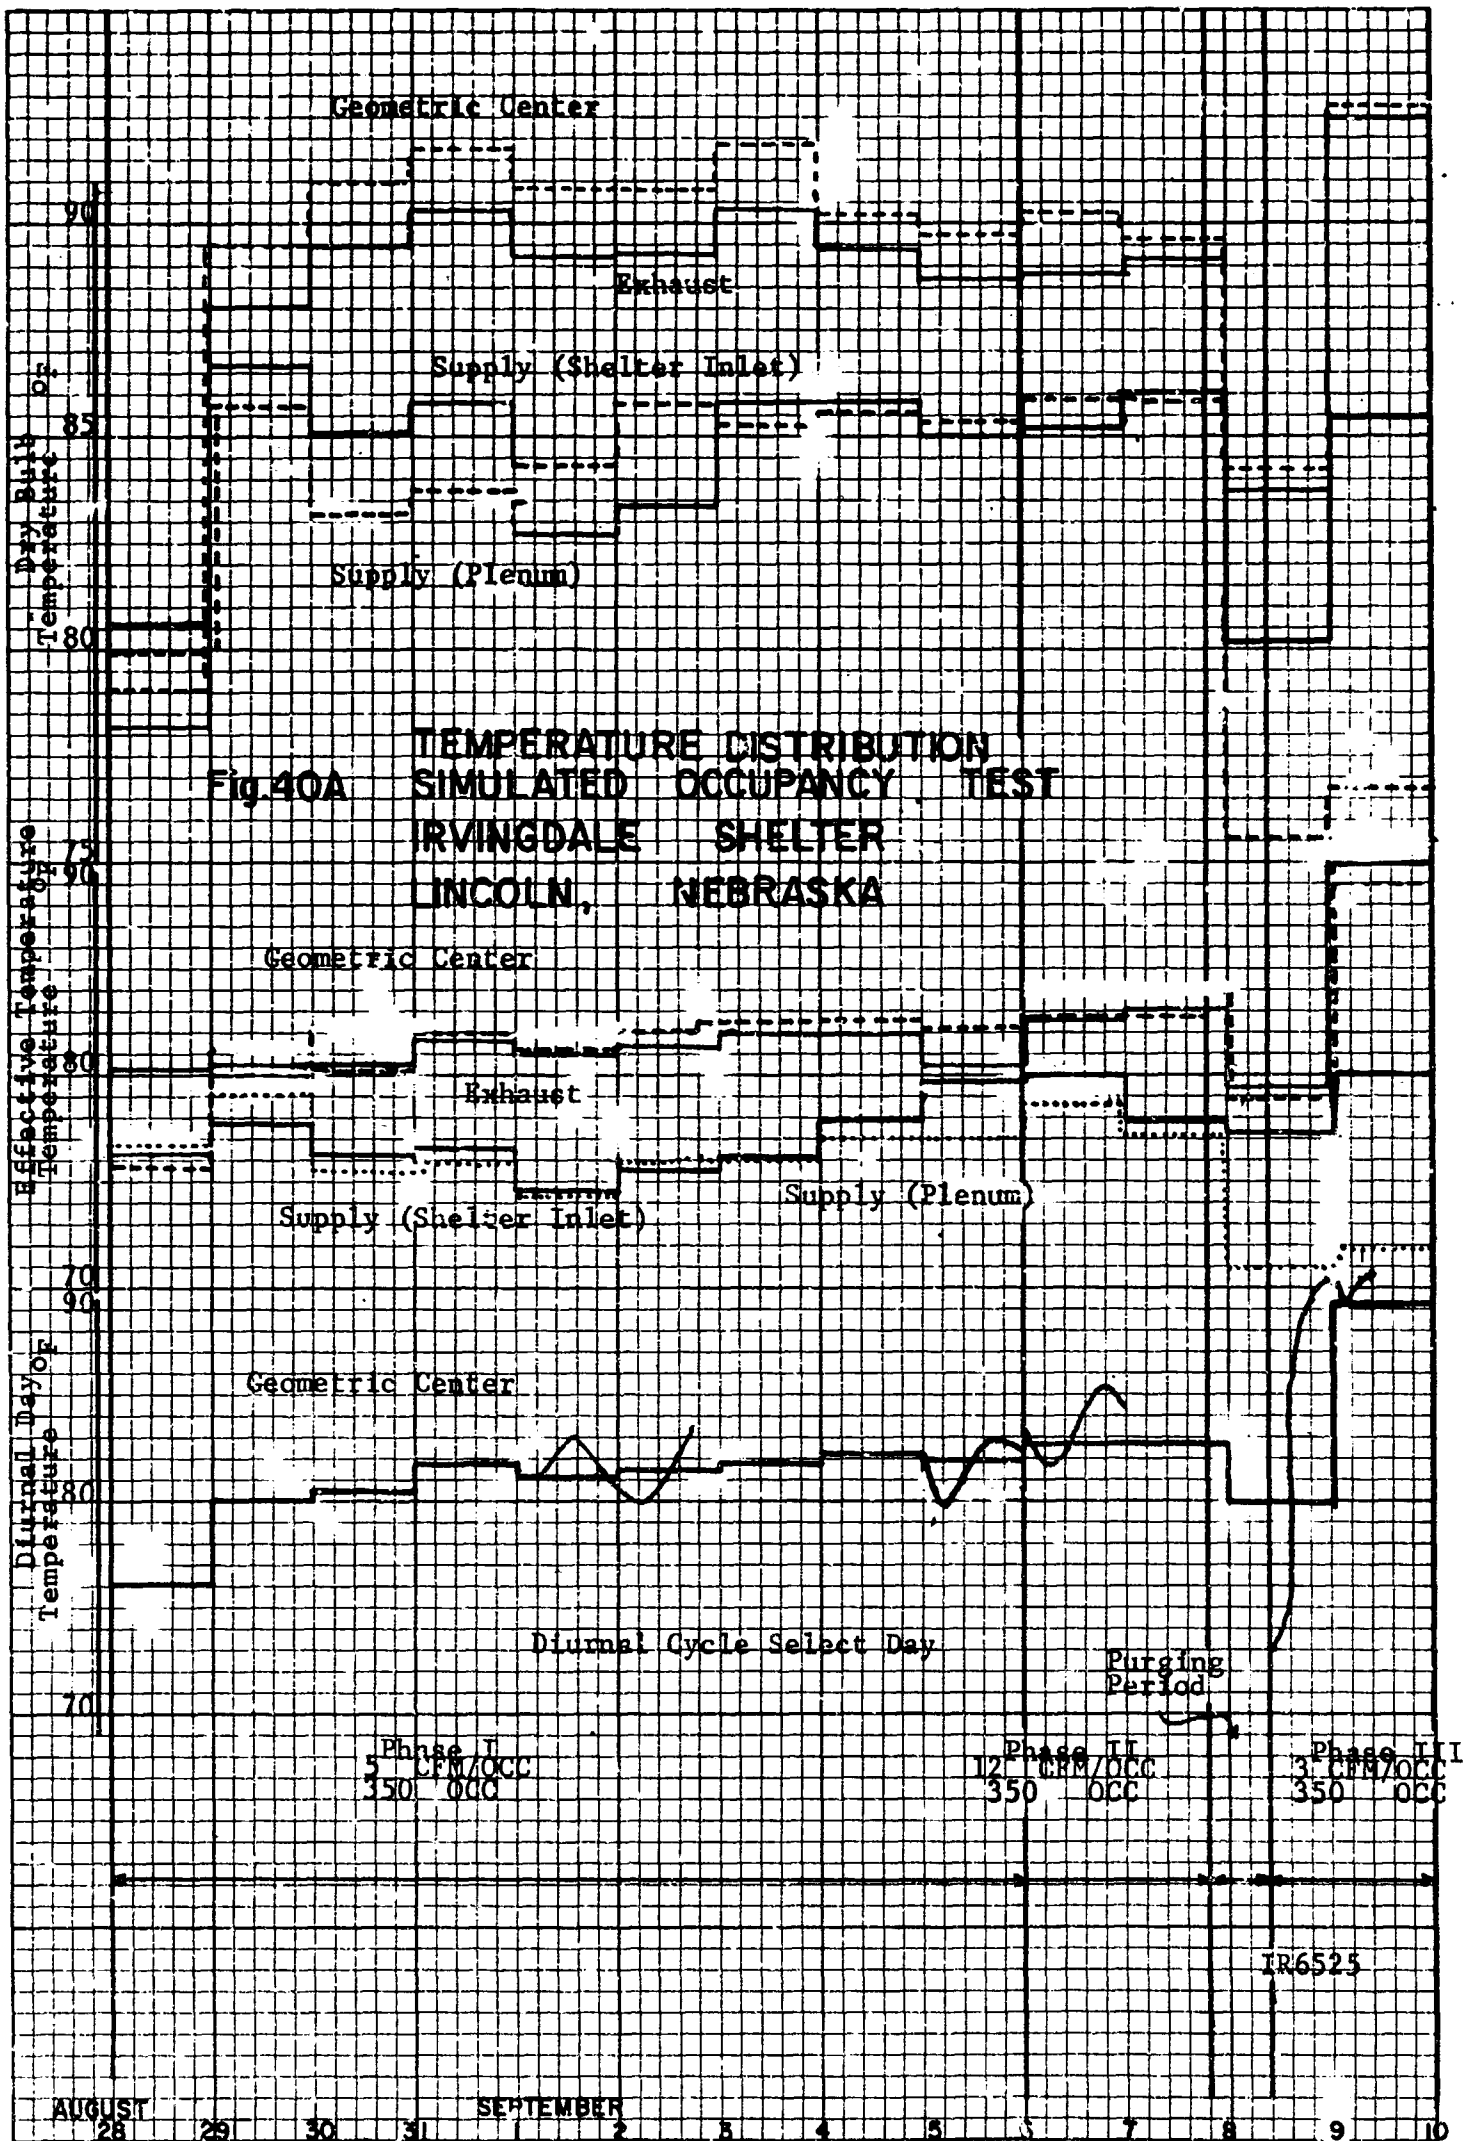 Geometric Center
90
Exhaust
Supply (Shelter Inlet)
85
Dry Bulb
Temperature °F
Supply (Plenum)
80
TEMPERATURE DISTRIBUTION
Fig.40A SIMULATED OCCUPANCY TEST
IRVINGDALE SHELTER
LINCOLN, NEBRASKA
75
90
Effective Temperature
Temperature °F
Geometric Center
80
Exhaust
Supply (Plenum)
Supply (Shelter Inlet)
70
90
Diurnal Day
Temperature °F
Geometric Center
80
Diurnal Cycle Select Day
Purging
Period
70
Phase I
5 CFM/OCC
350 OCC
Phase II
12 CFM/OCC
350 OCC
Phase III
3 CFM/OCC
350 OCC
IR6525
AUGUST SEPTEMBER
28 29 30 31 2 3 4 5 6 7 8 9 10